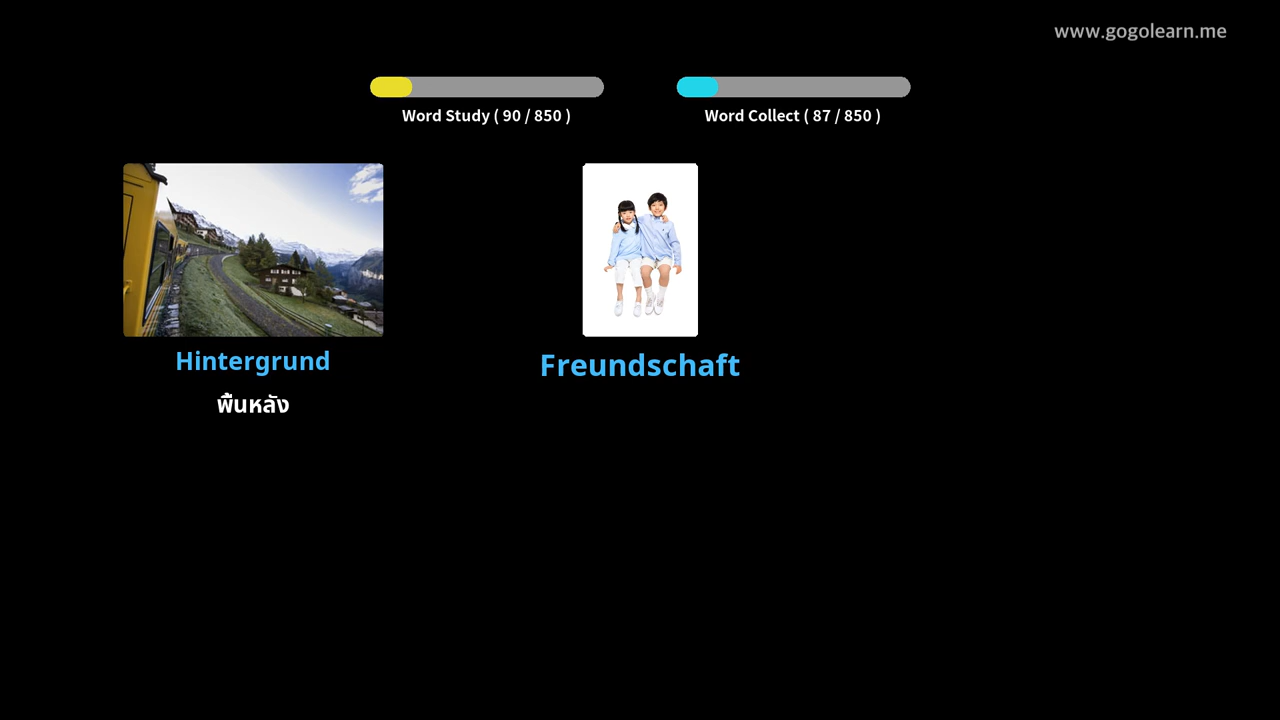 www.gogolearn.me
Word Study ( 90 / 850 )
Word Collect ( 87 / 850 )
Hintergrund
พื้นหลัง
Freundschaft